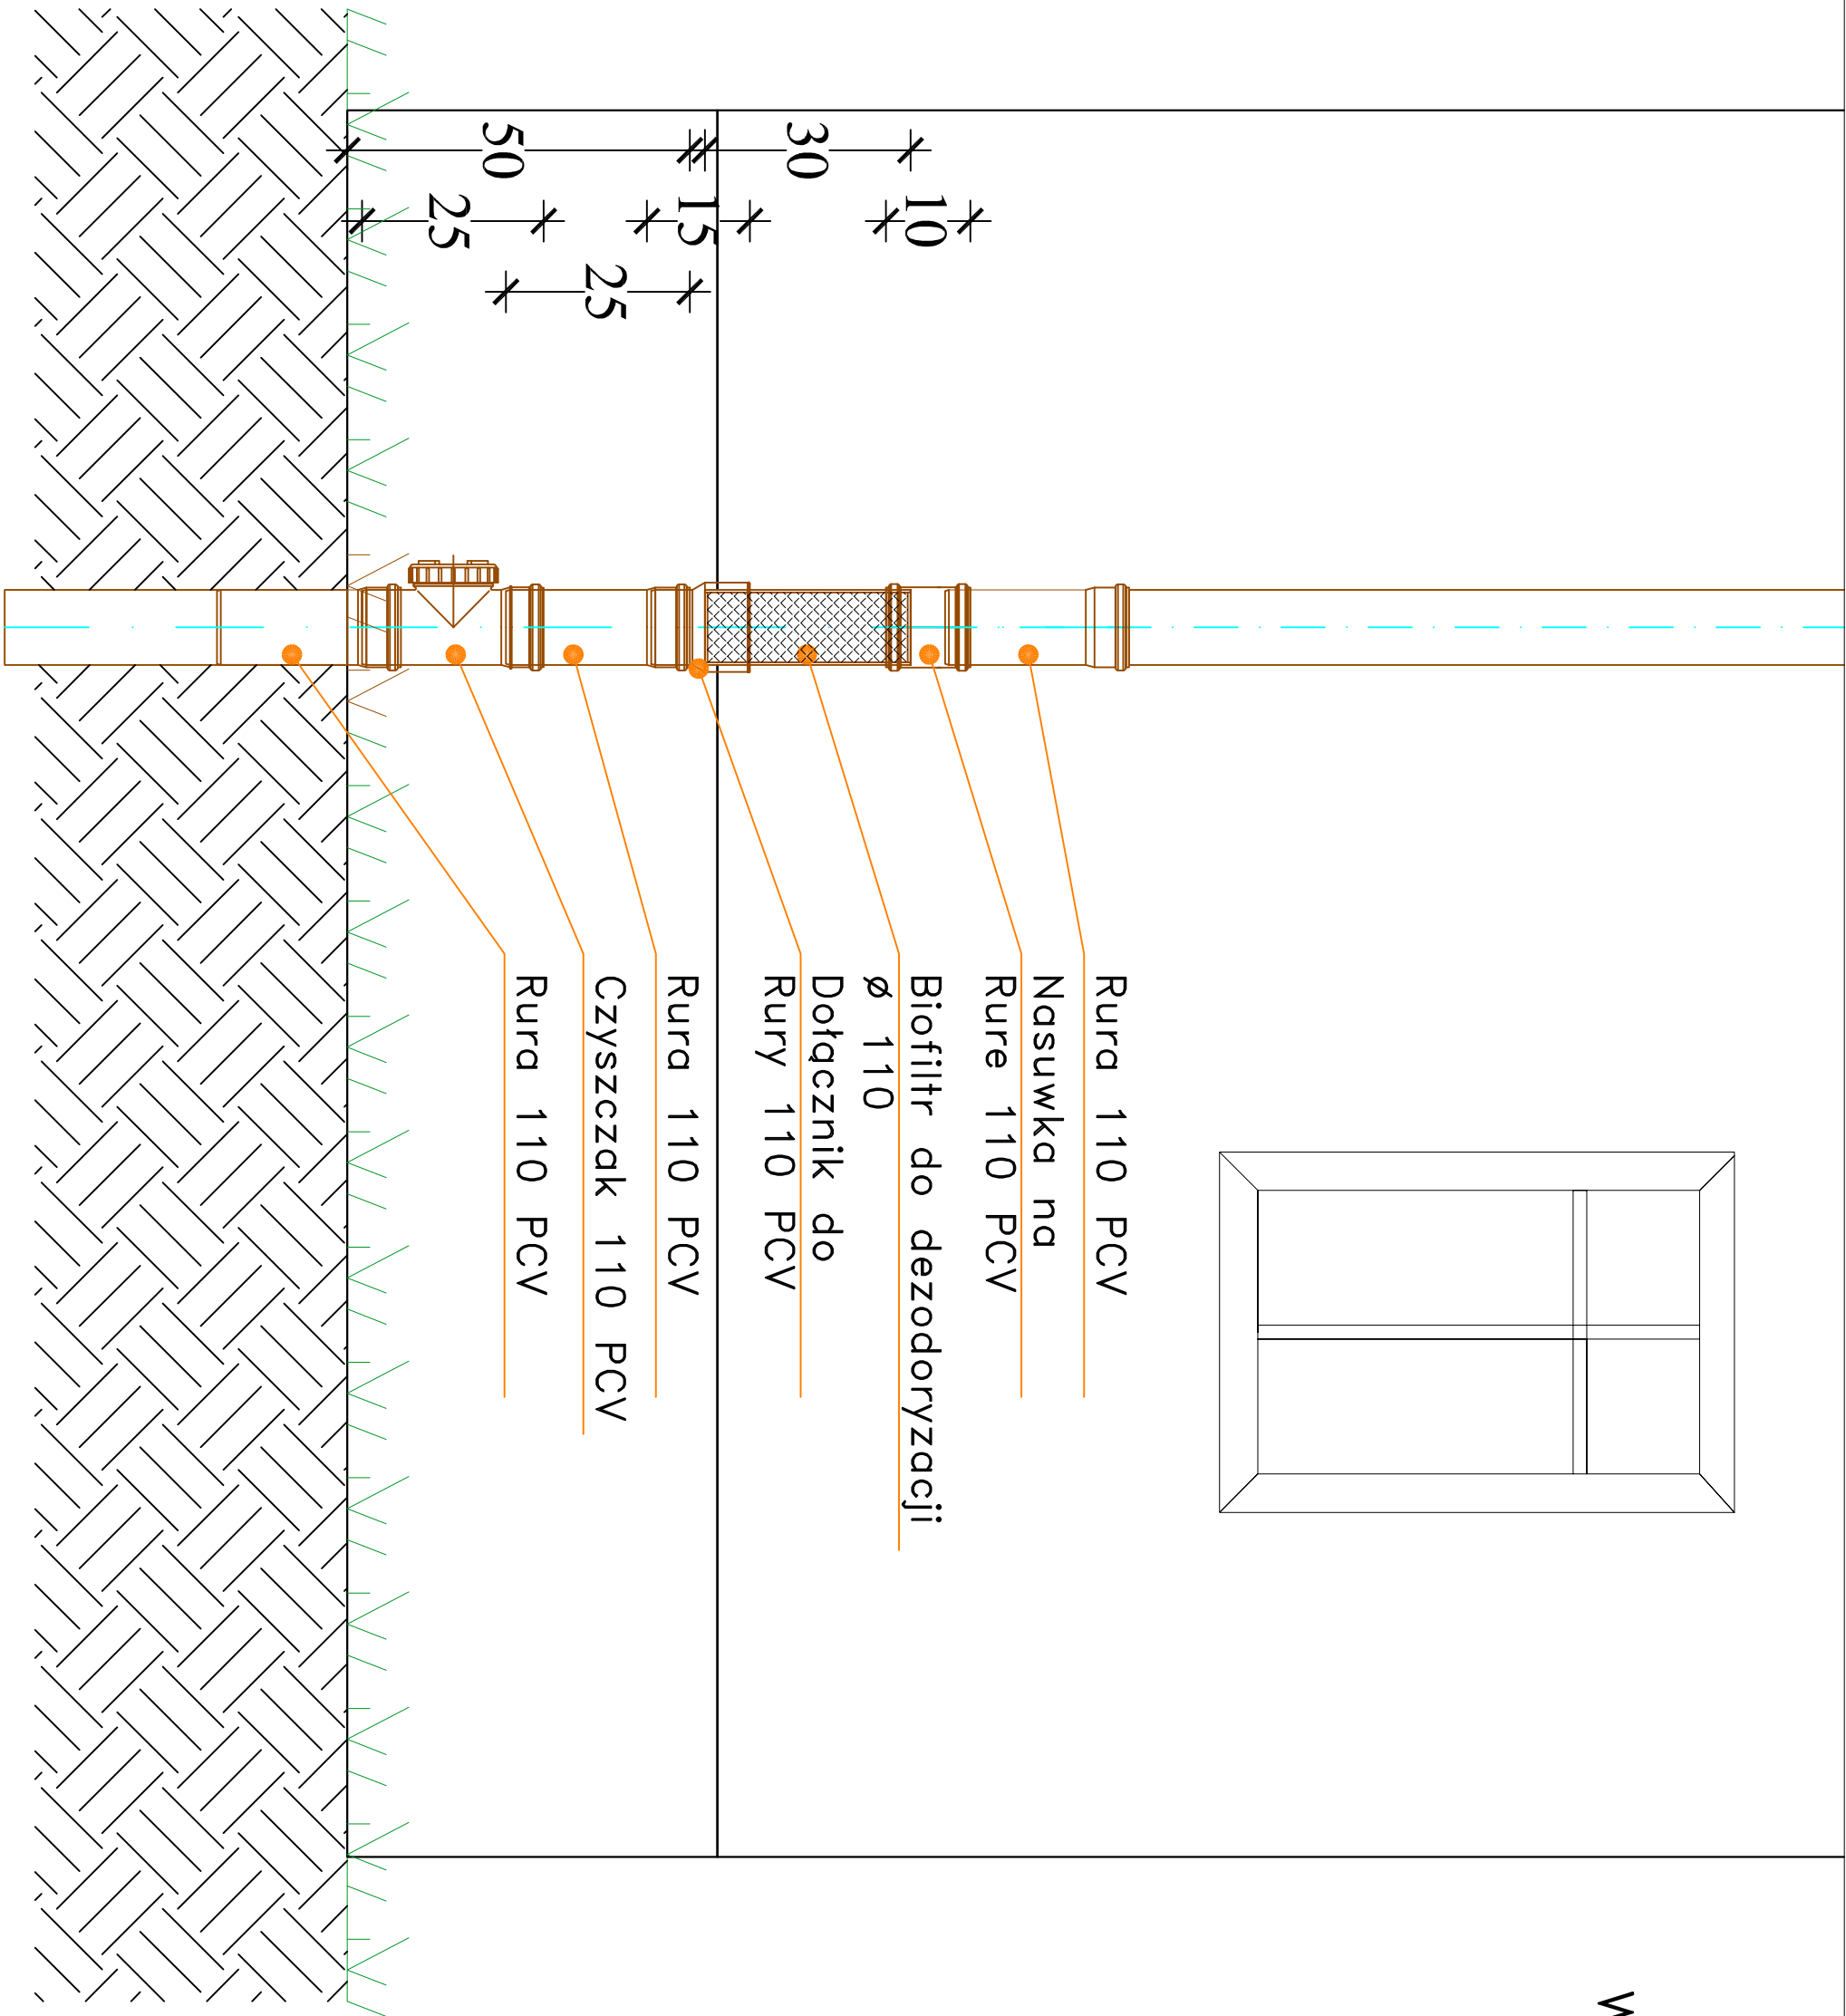 W
Rura 110 PCV
Nasuwka na
Rure 110 PCV
Biofiltr do dezodoryzacji
ø 110
Dołącznik do
Rury 110 PCV
Rura 110 PCV
Czyszczak 110 PCV
Rura 110 PCV
10
30
15
25
50
25